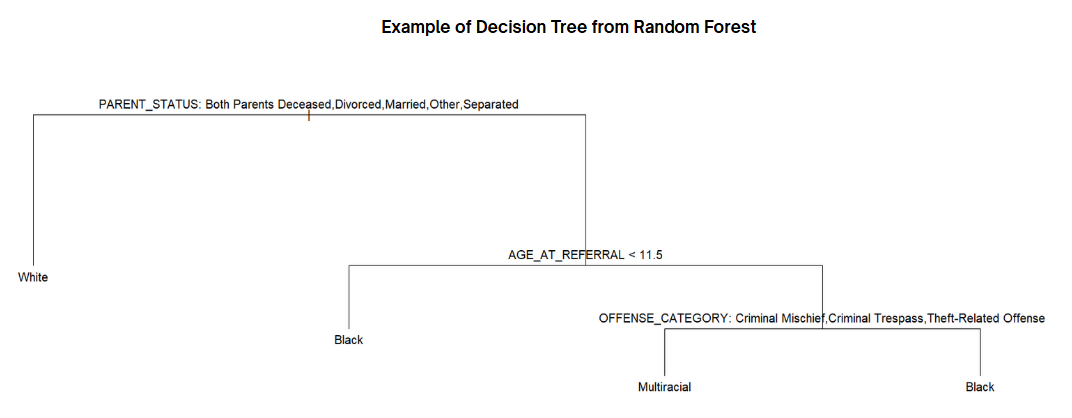 Example of Decision Tree from Random Forest
PARENT_STATUS: Both Parents Deceased,Divorced,Married,Other,Separated
AGE_AT_REFERRAL < 11.5
White
OFFENSE_CATEGORY: Criminal Mischief,Criminal Trespass,Theft-Related Offense
Black
Multiracial
Black